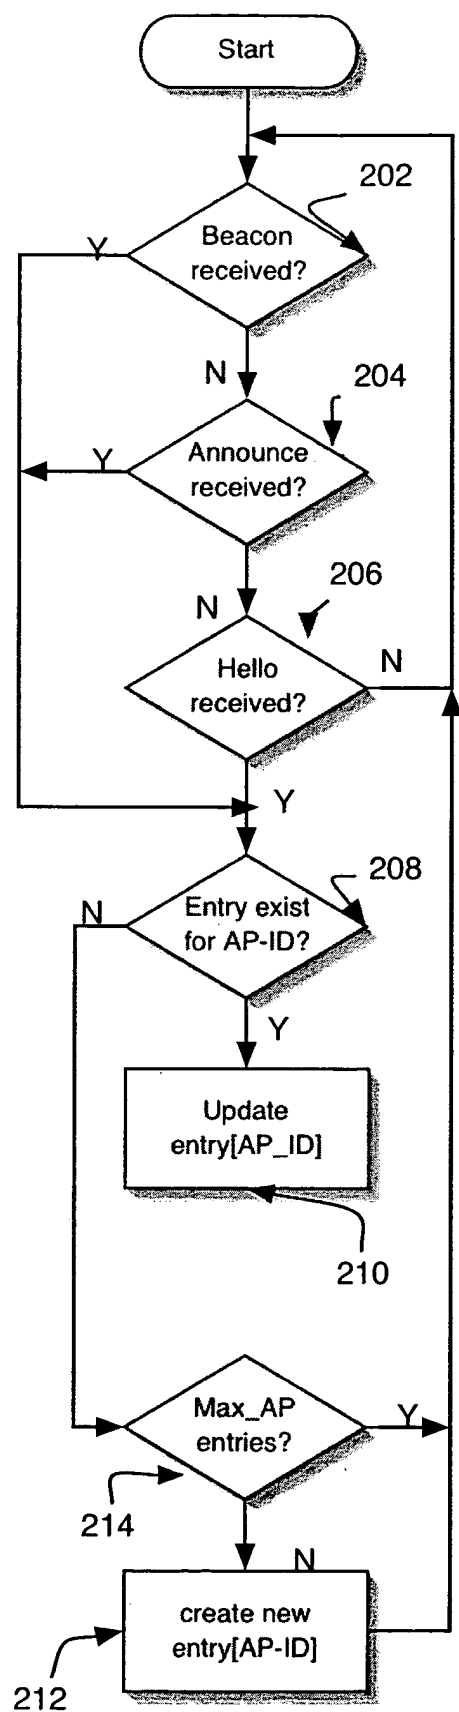 Start
202
Beacon
received?
Y
N
204
Announce
received?
Y
N
206
Hello
received?
N
Y
208
Entry exist
for AP-ID?
N
Y
Update
entry[AP_ID]
210
Max_AP
entries?
Y
214
N
create new
entry[AP-ID]
212